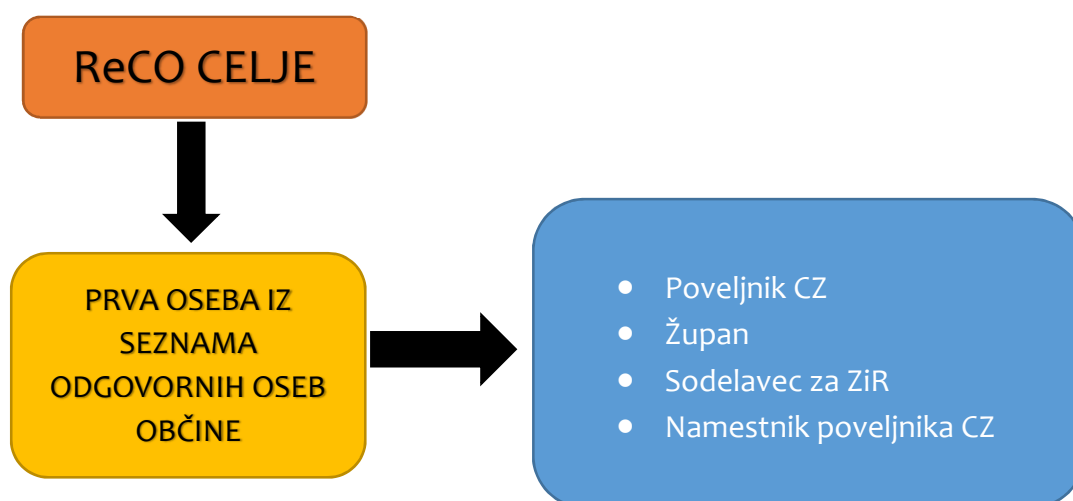 ReCO CELJE
PRVA OSEBA IZ
SEZNAMA
ODGOVORNIH OSEB
OBČINE
• Poveljnik CZ
• Župan
• Sodelavec za ZiR
• Namestnik poveljnika CZ